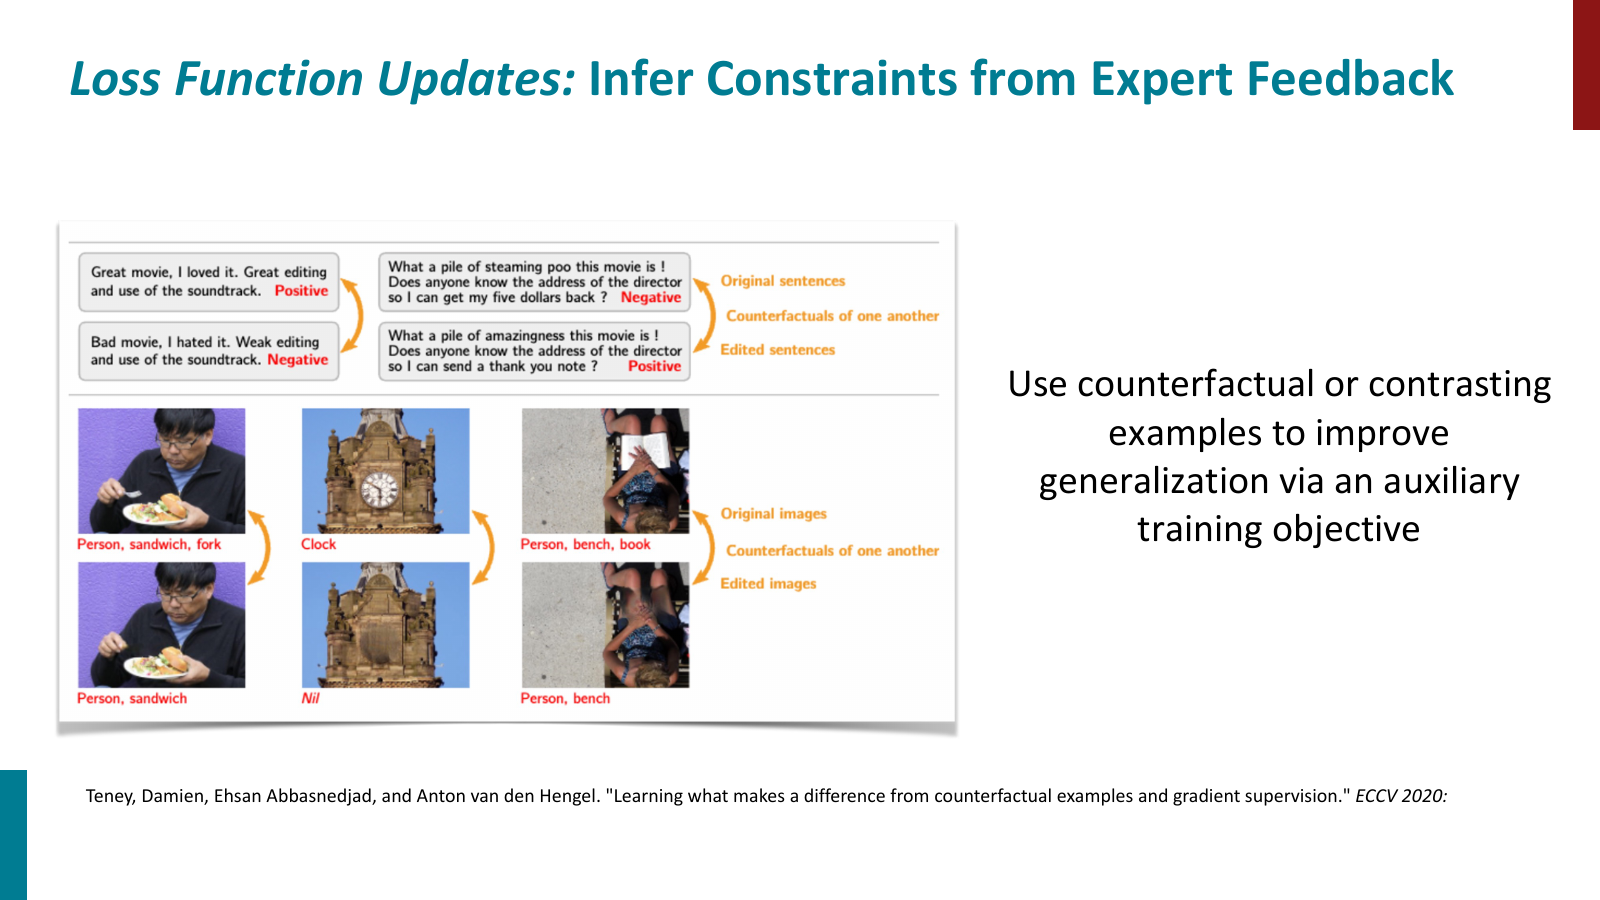 Loss Function Updates: Infer Constraints from Expert Feedback
Great movie, I loved it. Great editing
and use of the soundtrack. Positive
Bad movie, I hated it. Weak editing
and use of the soundtrack. Negative
What a pile of steaming poo this movie is !
Does anyone know the address of the director
so I can get my five dollars back ? Negative
What a pile of amazingness this movie is !
Does anyone know the address of the director
so I can send a thank you note ? Positive
Original sentences
Counterfactuals of one another
Edited sentences
Person, sandwich, fork
Clock
Person, bench, book
Original images
Counterfactuals of one another
Edited images
Person, sandwich
Nil
Person, bench
Use counterfactual or contrasting
examples to improve
generalization via an auxiliary
training objective
Teney, Damien, Ehsan Abbasnedjad, and Anton van den Hengel. "Learning what makes a difference from counterfactual examples and gradient supervision." ECCV 2020: